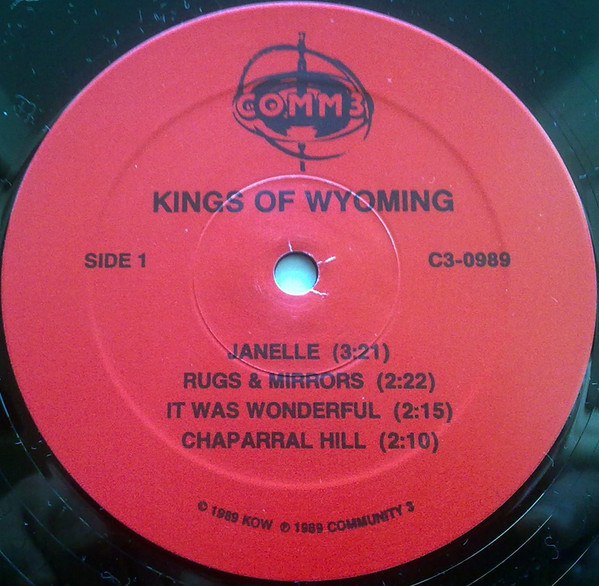 COMM3
KINGS OF WYOMING
SIDE 1
C3-0989
JANELLE (3:21)
RUGS & MIRRORS (2:22)
IT WAS WONDERFUL (2:15)
CHAPARRAL HILL (2:10)
© 1989 KOW ℗ 1989 COMMUNITY 3